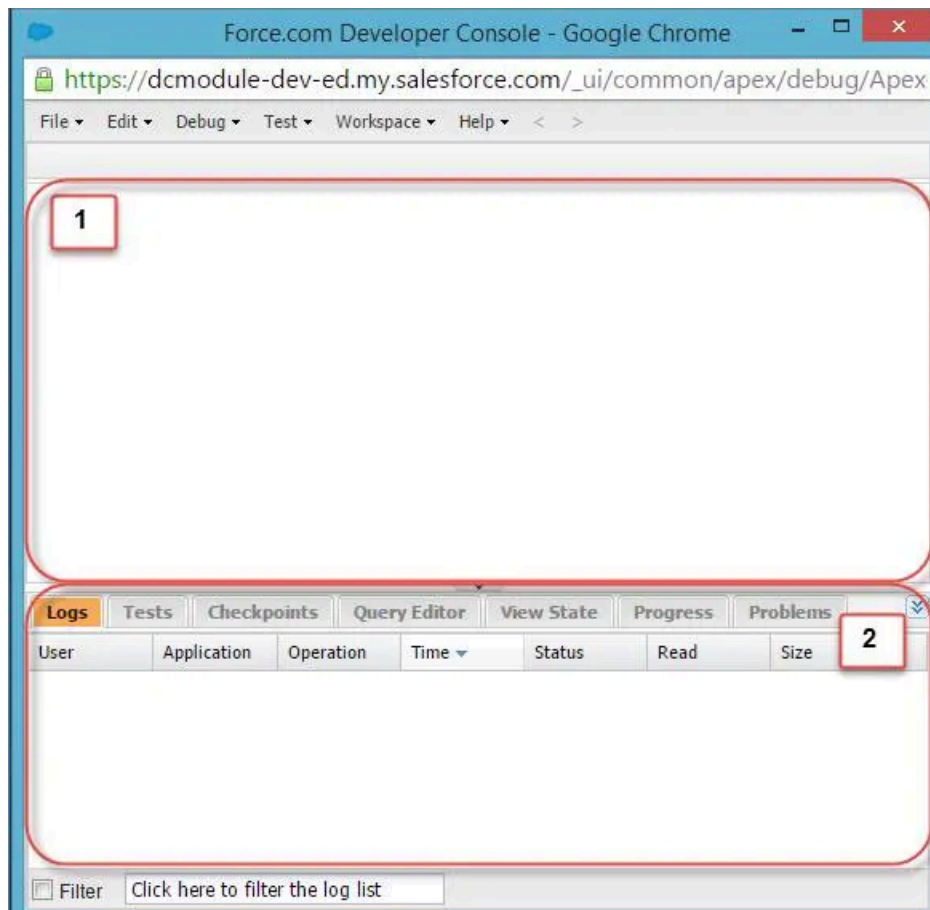 Force.com Developer Console - Google Chrome
https://dcmodule-dev-ed.my.salesforce.com/_ui/common/apex/debug/Apex
File Edit Debug Test Workspace Help < >
1
Logs Tests Checkpoints Query Editor View State Progress Problems
2
User Application Operation Time Status Read Size
Filter Click here to filter the log list